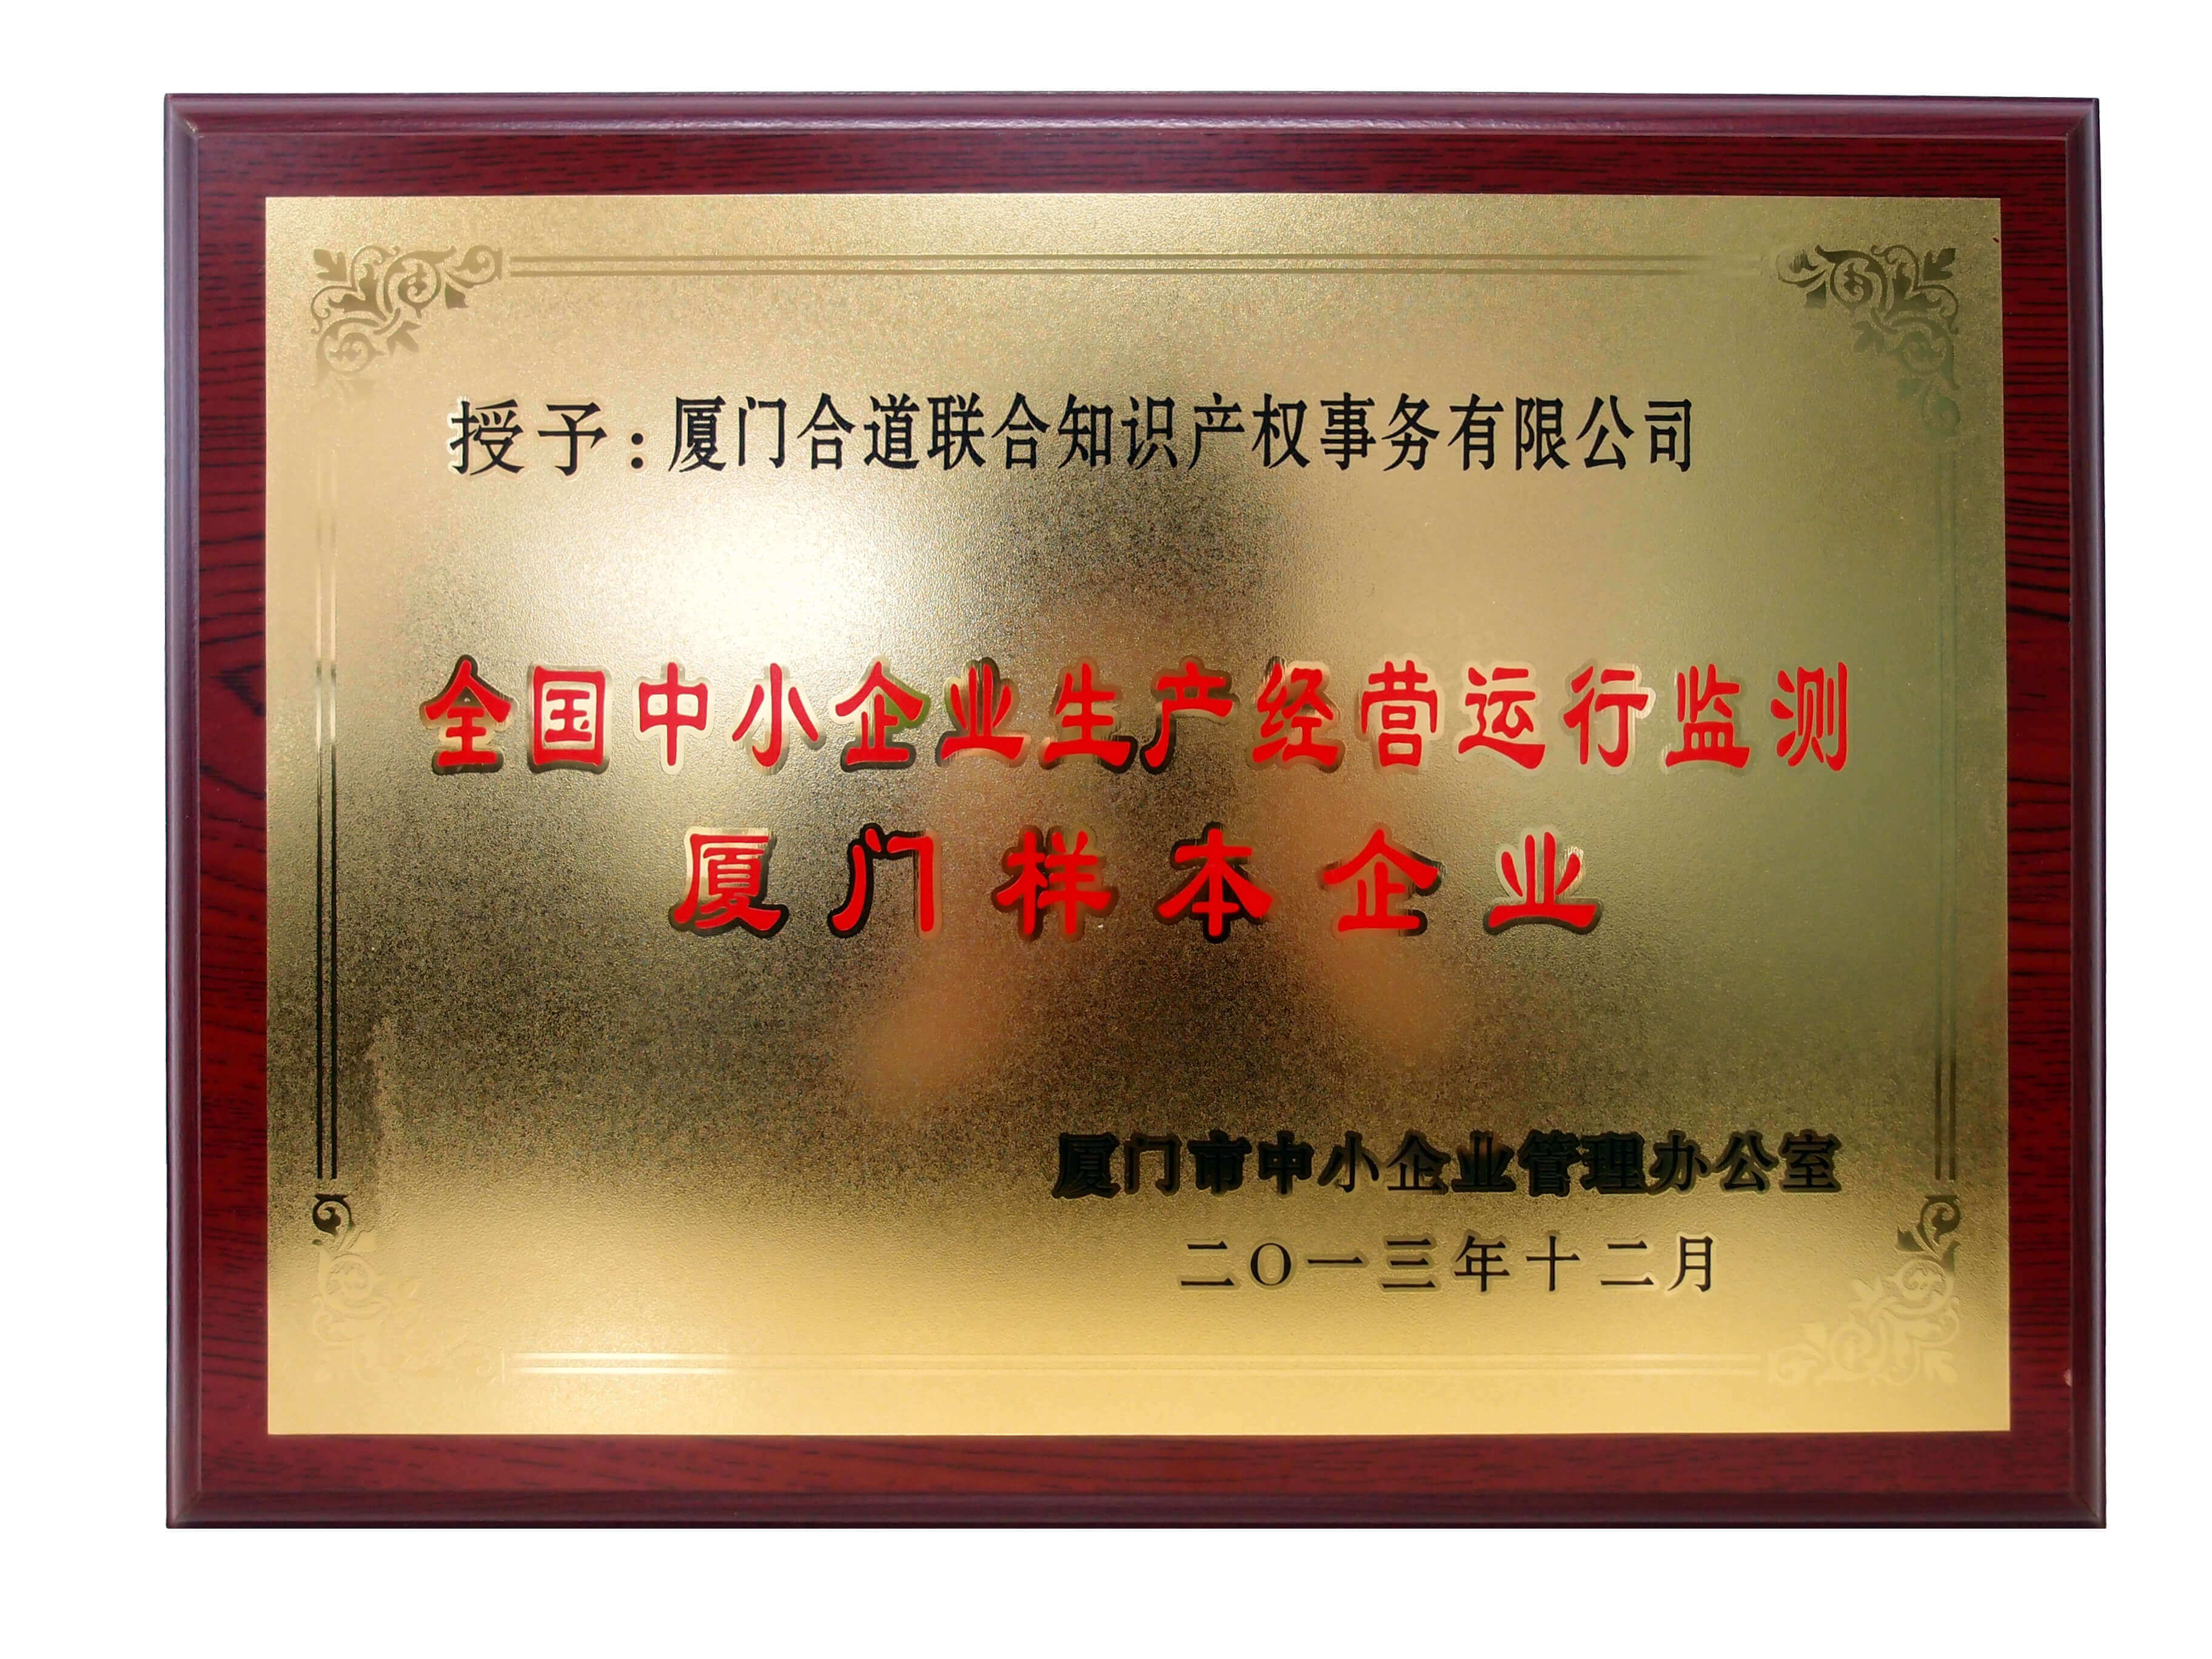 授予:厦门合道联合知识产权事务有限公司
全国中小企业生产经营运行监测
厦门样本企业
厦门市中小企业管理办公室
二〇一三年十二月